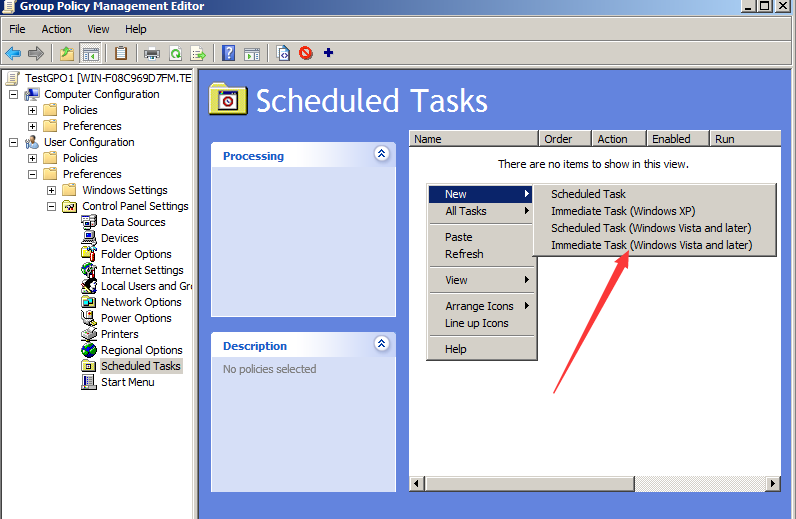 Group Policy Management Editor
File Action View Help
TestGPO1 [WIN-F08C969D7FM.TE
Computer Configuration
Policies
Preferences
User Configuration
Policies
Preferences
Windows Settings
Control Panel Settings
Data Sources
Devices
Folder Options
Internet Settings
Local Users and Gro
Network Options
Power Options
Printers
Regional Options
Scheduled Tasks
Start Menu
Scheduled Tasks
Processing
Description
No policies selected
Name Order Action Enabled Run
There are no items to show in this view.
New
All Tasks
Paste
Refresh
View
Arrange Icons
Line up Icons
Help
Scheduled Task
Immediate Task (Windows XP)
Scheduled Task (Windows Vista and later)
Immediate Task (Windows Vista and later)